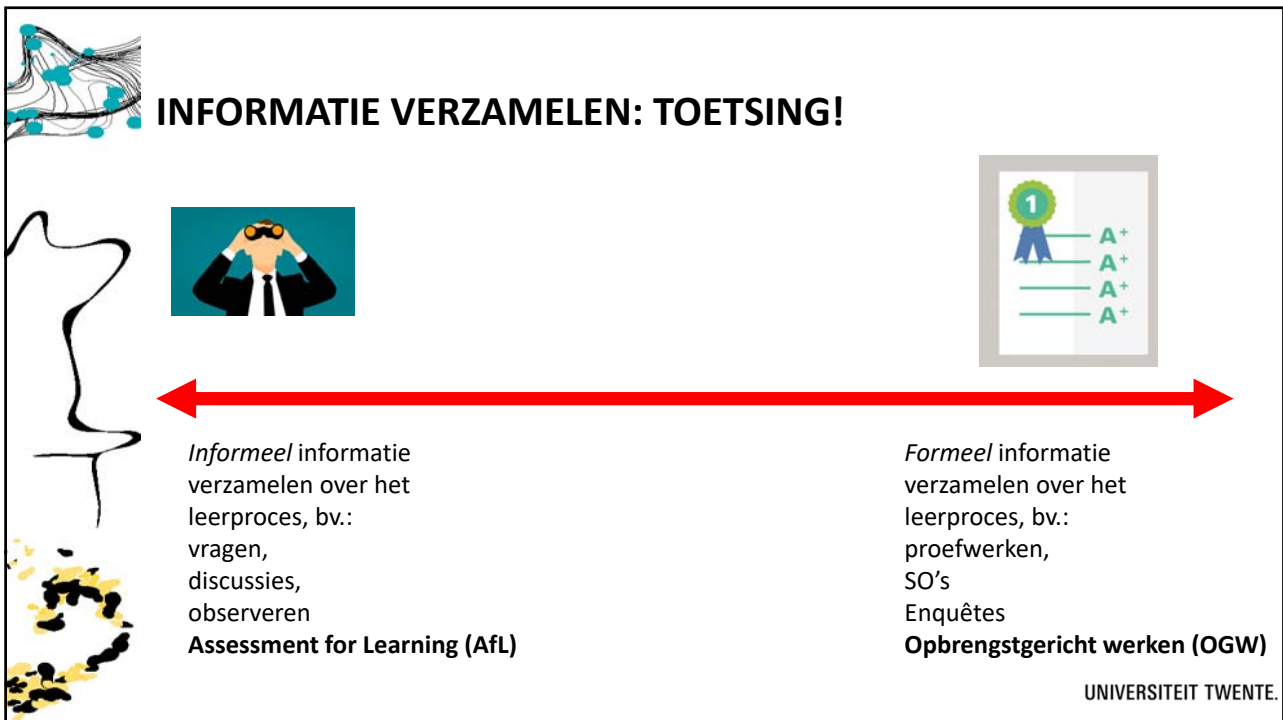 INFORMATIE VERZAMELEN: TOETSING!
1
A+
A+
A+
A+
Informeel informatie
verzamelen over het
leerproces, bv.:
vragen,
discussies,
observeren
Assessment for Learning (AfL)
Formeel informatie
verzamelen over het
leerproces, bv.:
proefwerken,
SO’s
Enquêtes
Opbrengstgericht werken (OGW)
UNIVERSITEIT TWENTE.